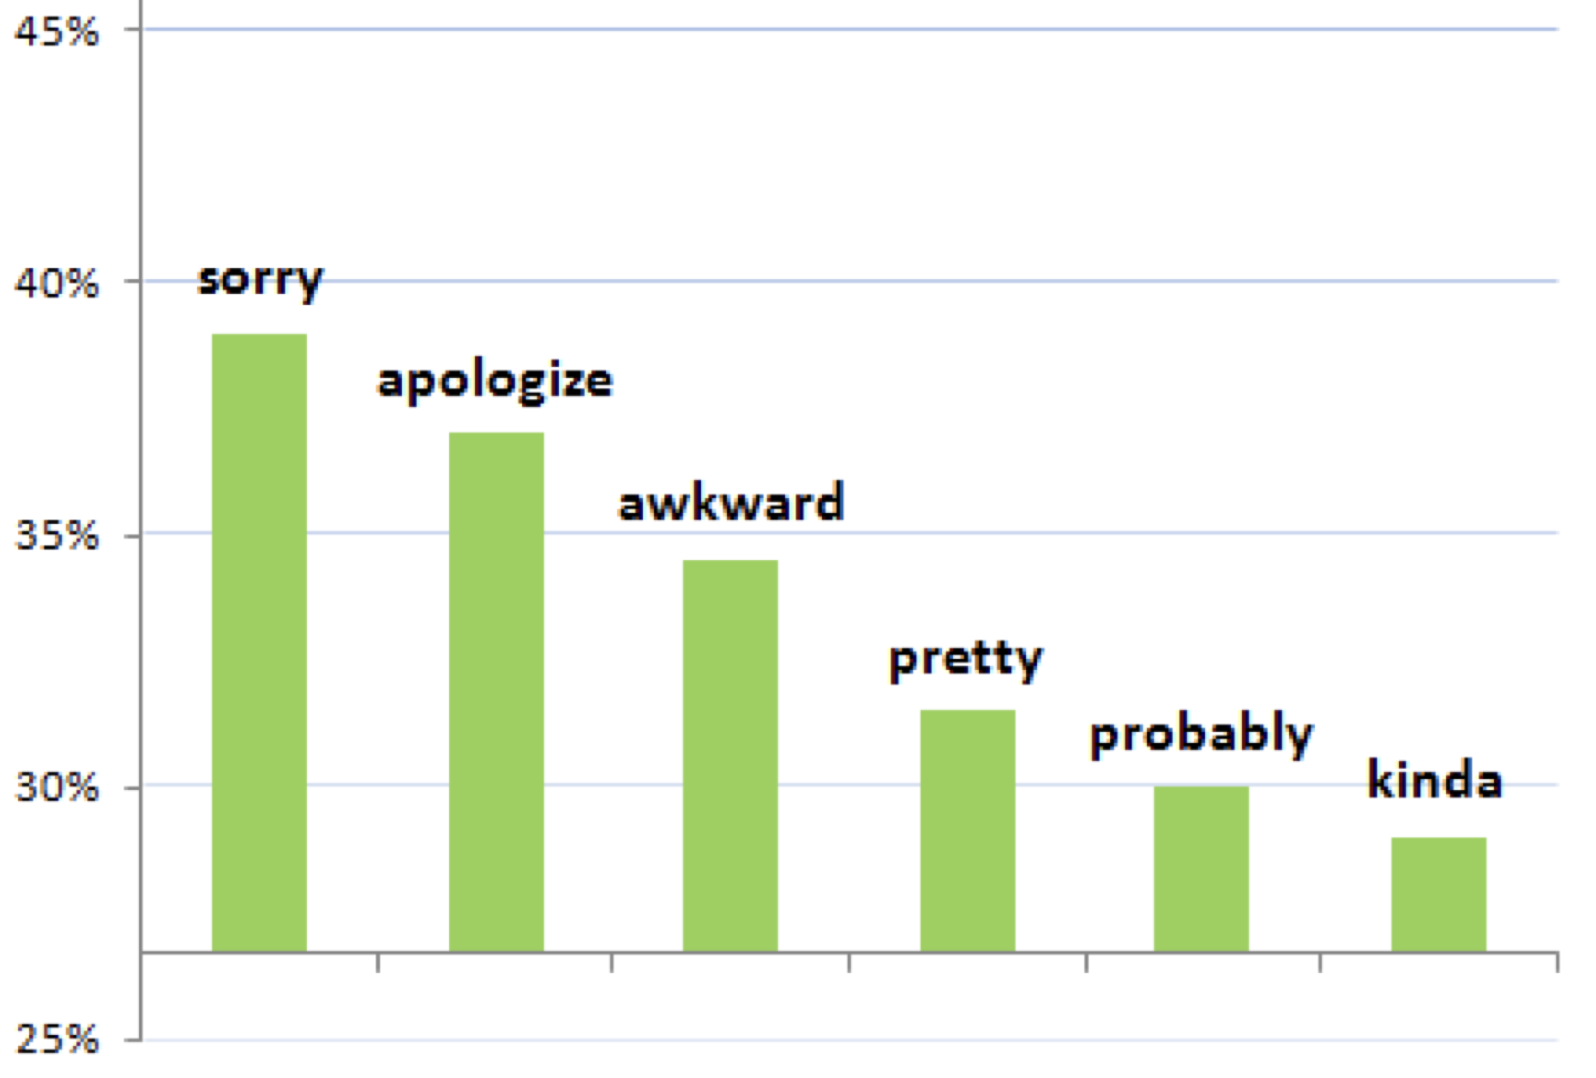 45%
40%
35%
30%
25%
sorry
apologize
awkward
pretty
probably
kinda